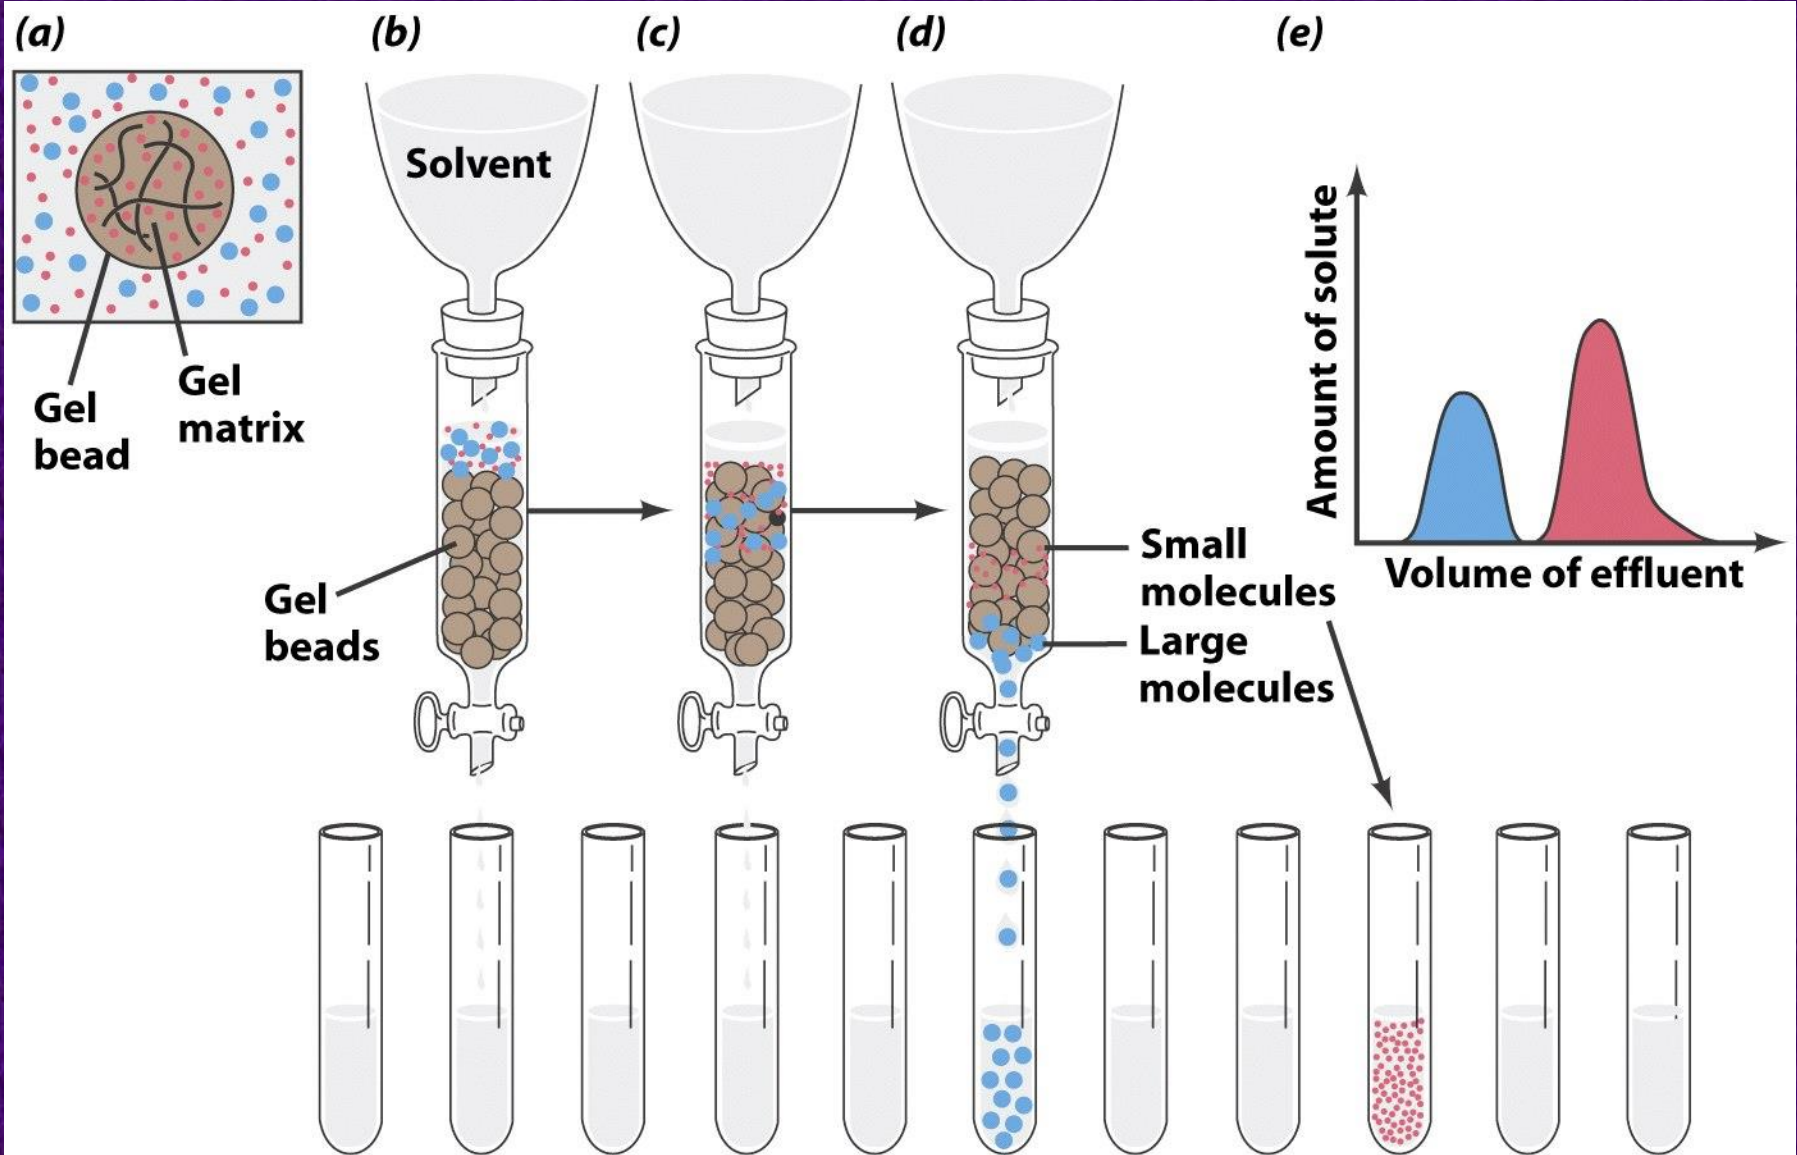 (a)
(b)
(c)
(d)
(e)
Solvent
Gel
bead
Gel
matrix
Gel
beads
Small
molecules
Large
molecules
Amount of solute
Volume of effluent